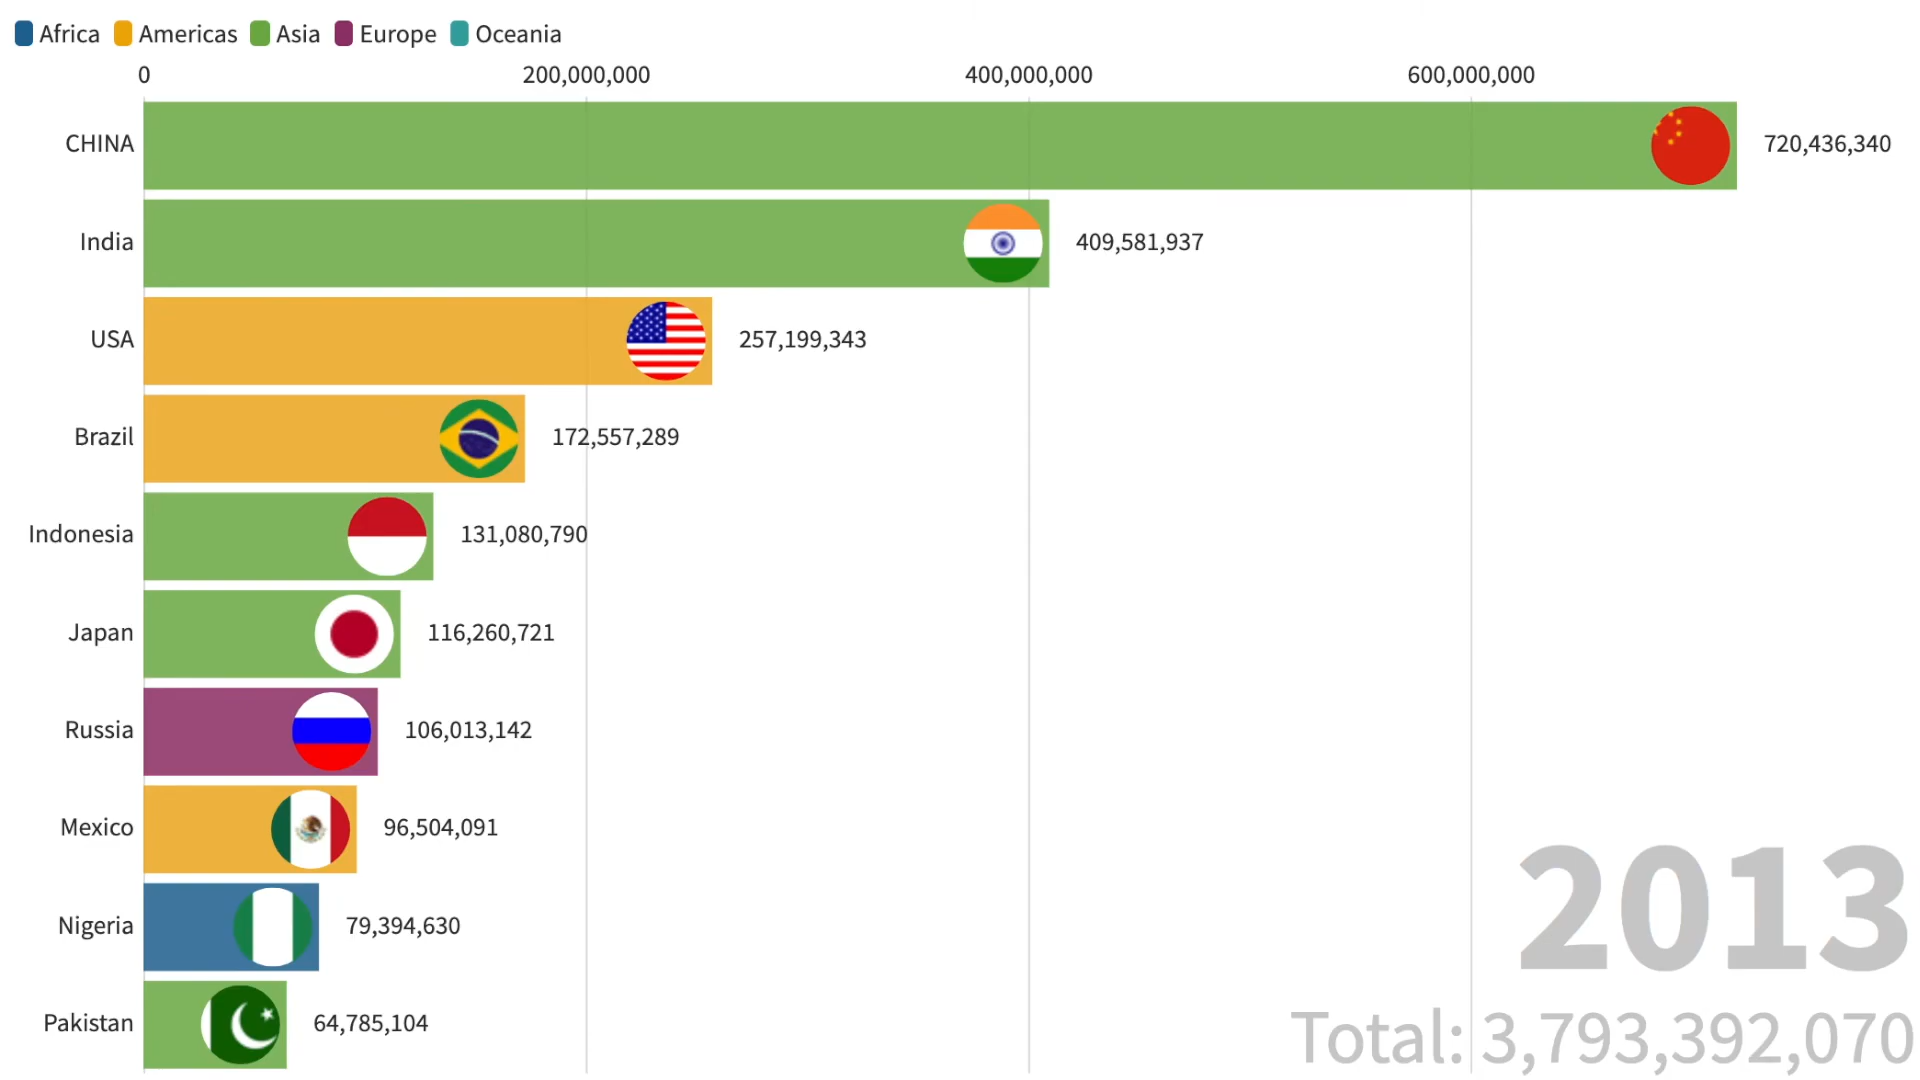 Africa Americas Asia Europe Oceania
0 200,000,000 400,000,000 600,000,000
CHINA 720,436,340
India 409,581,937
USA 257,199,343
Brazil 172,557,289
Indonesia 131,080,790
Japan 116,260,721
Russia 106,013,142
Mexico 96,504,091
Nigeria 79,394,630
Pakistan 64,785,104
2013
Total: 3,793,392,070